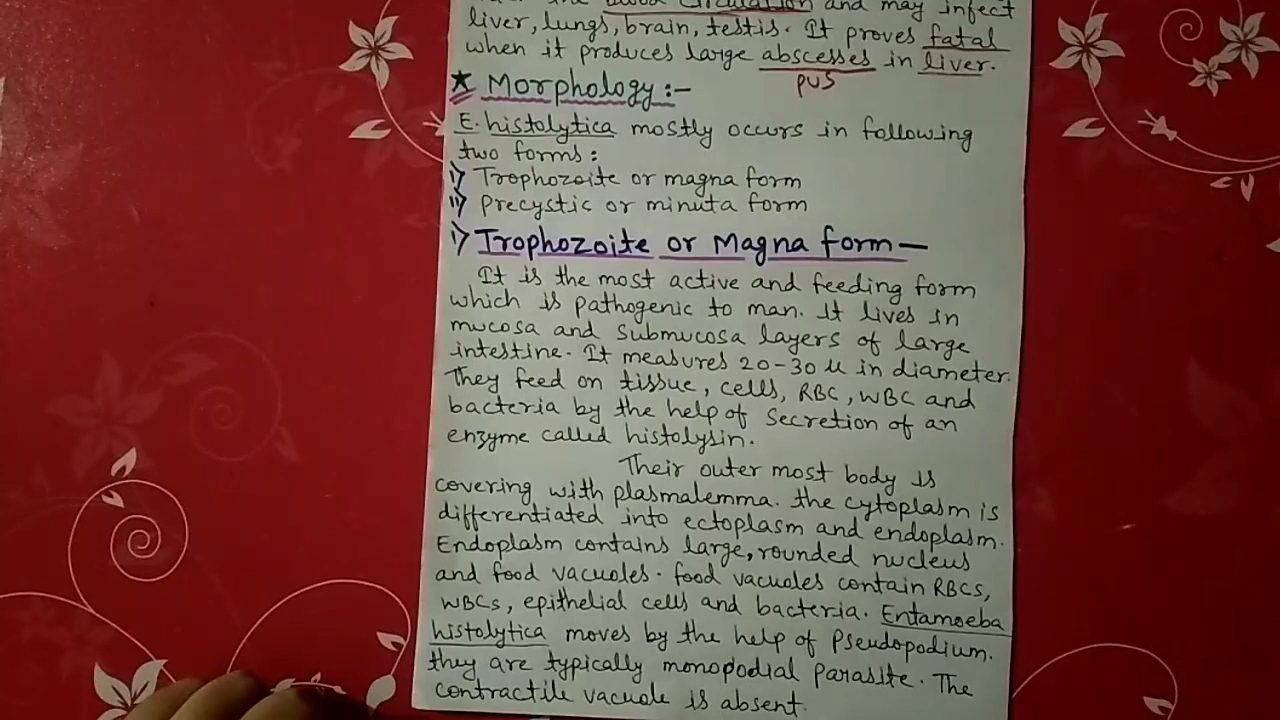 blood circulation and may infect
liver, lungs, brain, testis. It proves fatal
when it produces large abscesses in liver.
pus
★ Morphology:-
E. histolytica mostly occurs in following
two forms:
i) Trophozoite or magna form
ii) Precystic or minuta form
i) Trophozoite or Magna form—
It is the most active and feeding form
which is pathogenic to man. It lives in
mucosa and submucosa layers of large
intestine. It measures 20-30 µ in diameter.
They feed on tissue, cells, RBC, WBC and
bacteria by the help of secretion of an
enzyme called histolysin.
Their outer most body is
covering with plasmalemma. the cytoplasm is
differentiated into ectoplasm and endoplasm.
Endoplasm contains large, rounded nucleus
and food vacuoles. food vacuoles contain RBCs,
WBCs, epithelial cells and bacteria. Entamoeba
histolytica moves by the help of Pseudopodium.
they are typically monopodial parasite. The
contractile vacuole is absent.